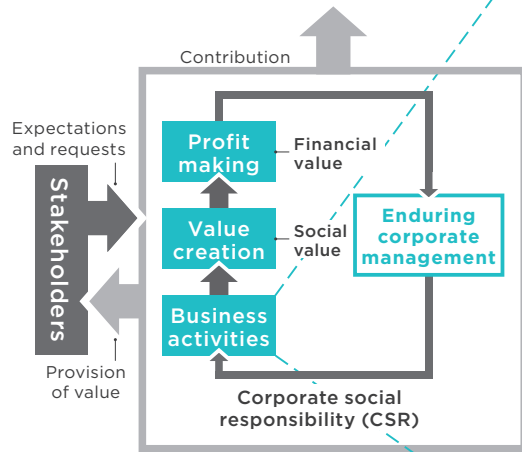 Contribution
Expectations
and requests
Stakeholders
Provision
of value
Profit
making
Financial
value
Value
creation
Social
value
Business
activities
Enduring
corporate
management
Corporate social
responsibility (CSR)